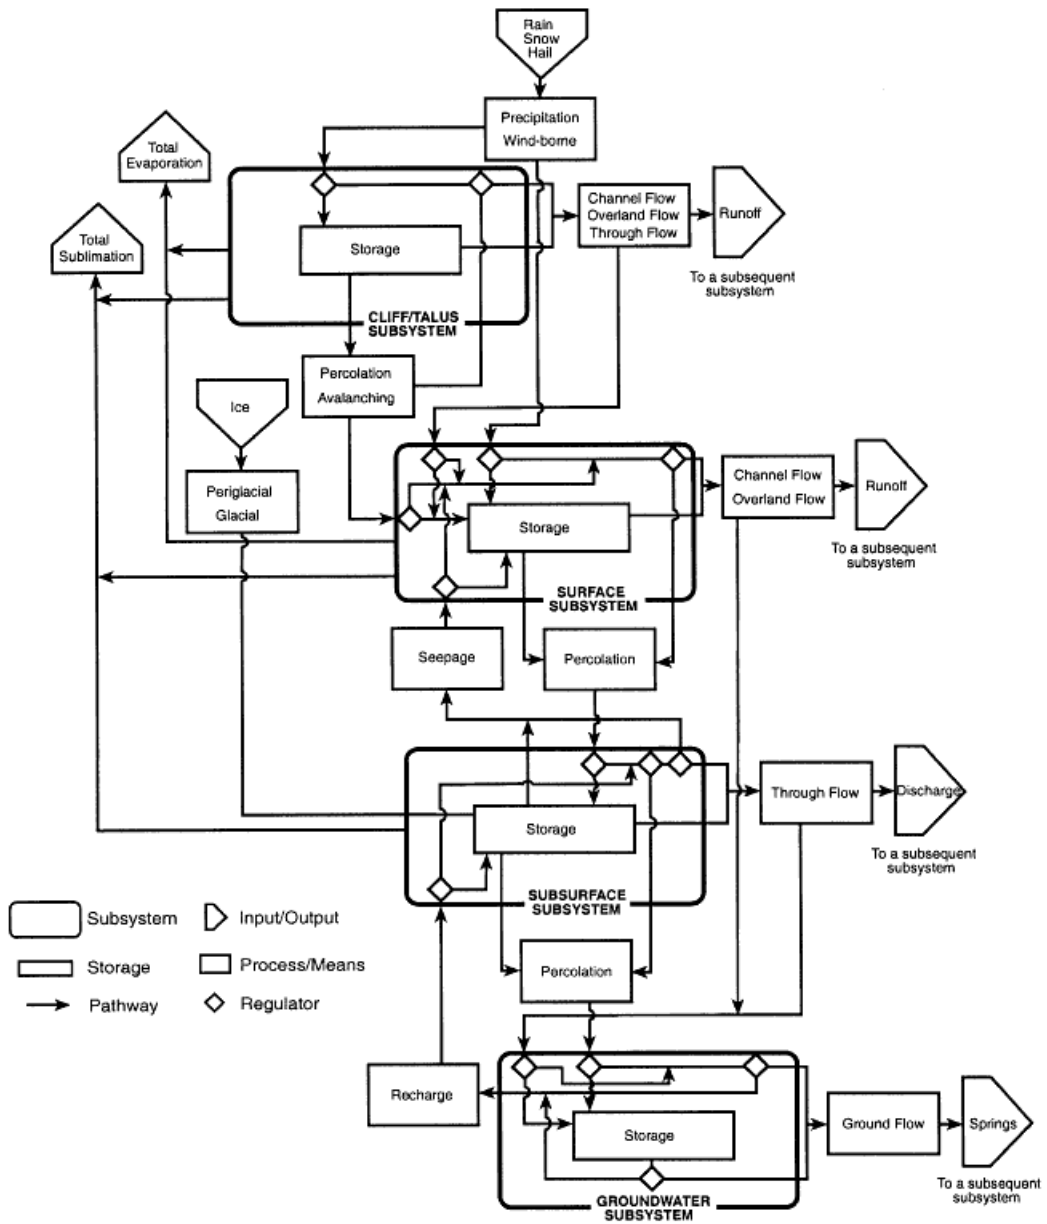 Rain
Snow
Hail
Precipitation
Wind-borne
Total
Evaporation
Total
Sublimation
Storage
CLIFF/TALUS
SUBSYSTEM
Channel Flow
Overland Flow
Through Flow
Runoff
To a subsequent
subsystem
Percolation
Avalanching
Ice
Periglacial
Glacial
Storage
SURFACE
SUBSYSTEM
Channel Flow
Overland Flow
Runoff
To a subsequent
subsystem
Seepage
Percolation
Storage
SUBSURFACE
SUBSYSTEM
Through Flow
Discharge
To a subsequent
subsystem
Subsystem
Input/Output
Storage
Process/Means
Pathway
Regulator
Percolation
Recharge
Storage
GROUNDWATER
SUBSYSTEM
Ground Flow
Springs
To a subsequent
subsystem